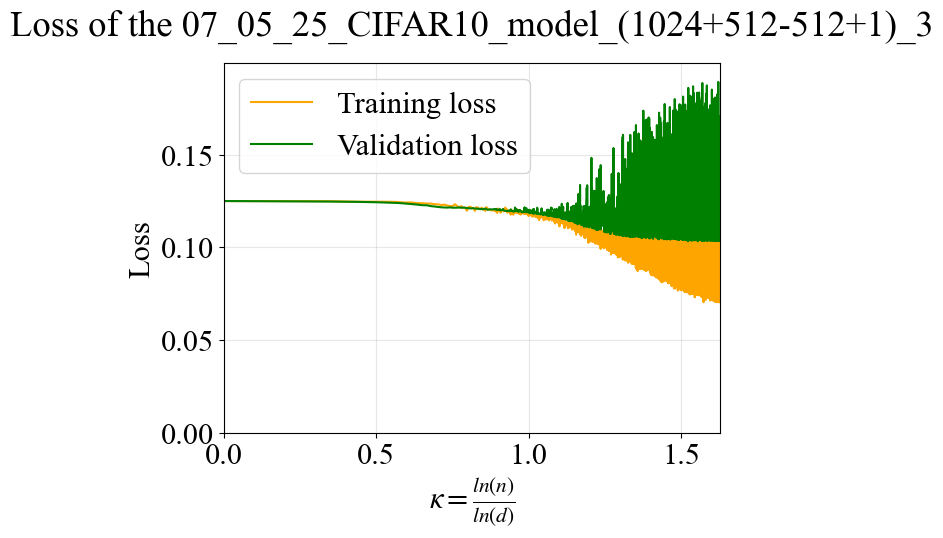 Loss of the 07_05_25_CIFAR10_model_(1024+512-512+1)_3
Training loss
Validation loss
0.15
0.10
0.05
0.00
Loss
0.0 0.5 1.0 1.5
κ = ln(n)/ln(d)